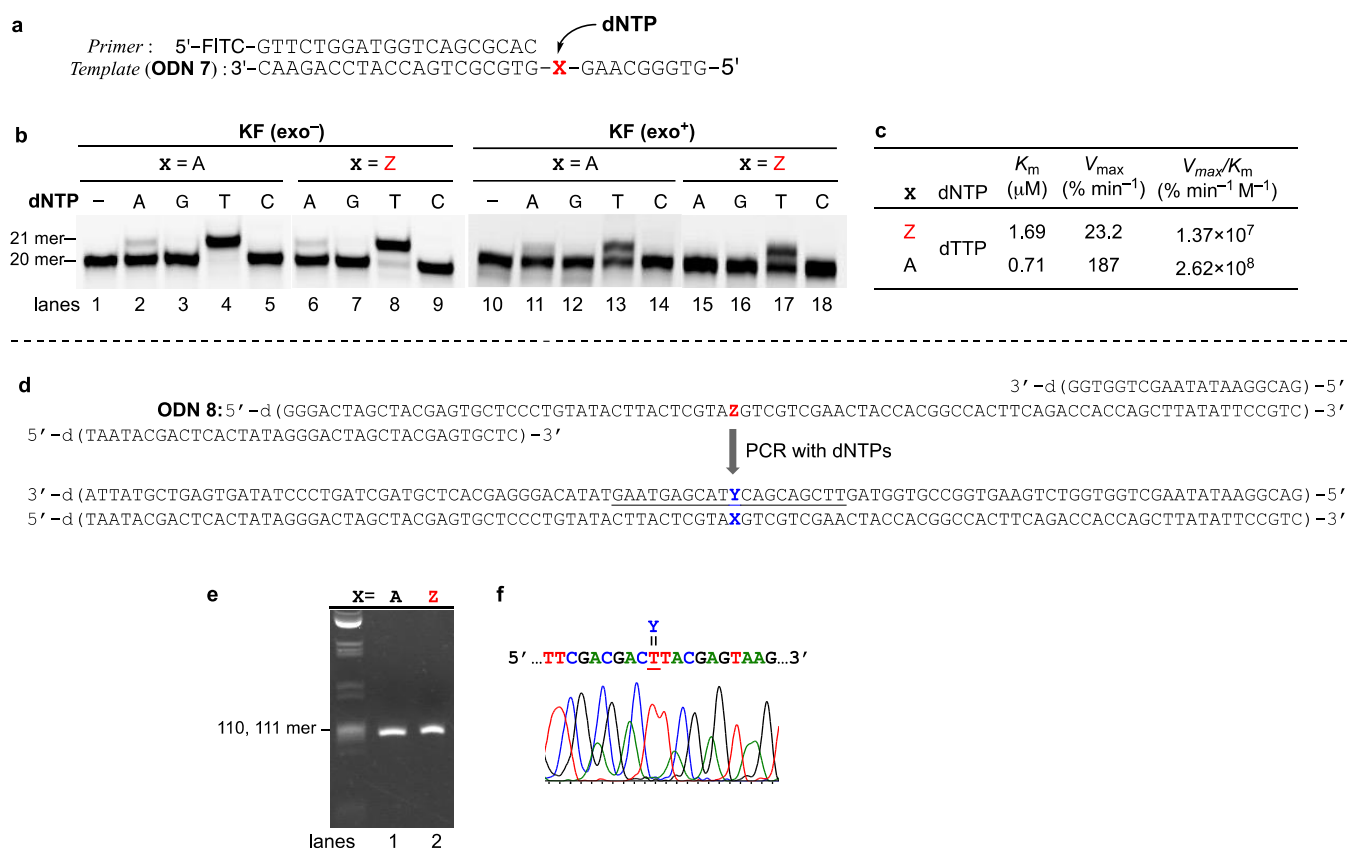 a
dNTP
Primer : 5'-FITC-GTTCTGGATGGTCAGCGCAC
Template (ODN 7) : 3'-CAAGACCTACCAGTCGCGTG-X-GAACGGGTG-5'
b
KF (exo–) KF (exo+)
X = A X = Z X = A X = Z
dNTP – A G T C A G T C – A G T C A G T C
21 mer
20 mer
lanes 1 2 3 4 5 6 7 8 9 10 11 12 13 14 15 16 17 18
c
X dNTP Km (μM) Vmax (% min–1) Vmax/Km (% min–1 M–1)
Z dTTP 1.69 23.2 1.37×10^7
A 0.71 187 2.62×10^8
d
3′-d(GGTGGTCGAATATAAGGCAG)-5′
ODN 8: 5′-d(GGGACTAGCTACGAGTGCTCCCTGTATACTTACTCGTAZGTCGTCGAACTACCACGGCCACTTCAGACCACCAGCTTATATTCCGTC)-3′
5′-d(TAATACGACTCACTATAGGGACTAGCTACGAGTGCTC)-3′
PCR with dNTPs
3′-d(ATTATGCTGAGTGATATCCCTGATCGATGCTCACGAGGGACATATGAATGAGCATYCAGCAGCTTGATGGTGCCGGTGAAGTCTGGTGGTCGAATATAAGGCAG)-5′
5′-d(TAATACGACTCACTATAGGGACTAGCTACGAGTGCTCCCTGTATACTTACTCGTAXGTCGTCGAACTACCACGGCCACTTCAGACCACCAGCTTATATTCCGTC)-3′
e
X= A Z
110, 111 mer
lanes 1 2
f
Y
5′ …TTCGACGACTTACGAGTAAG…3′